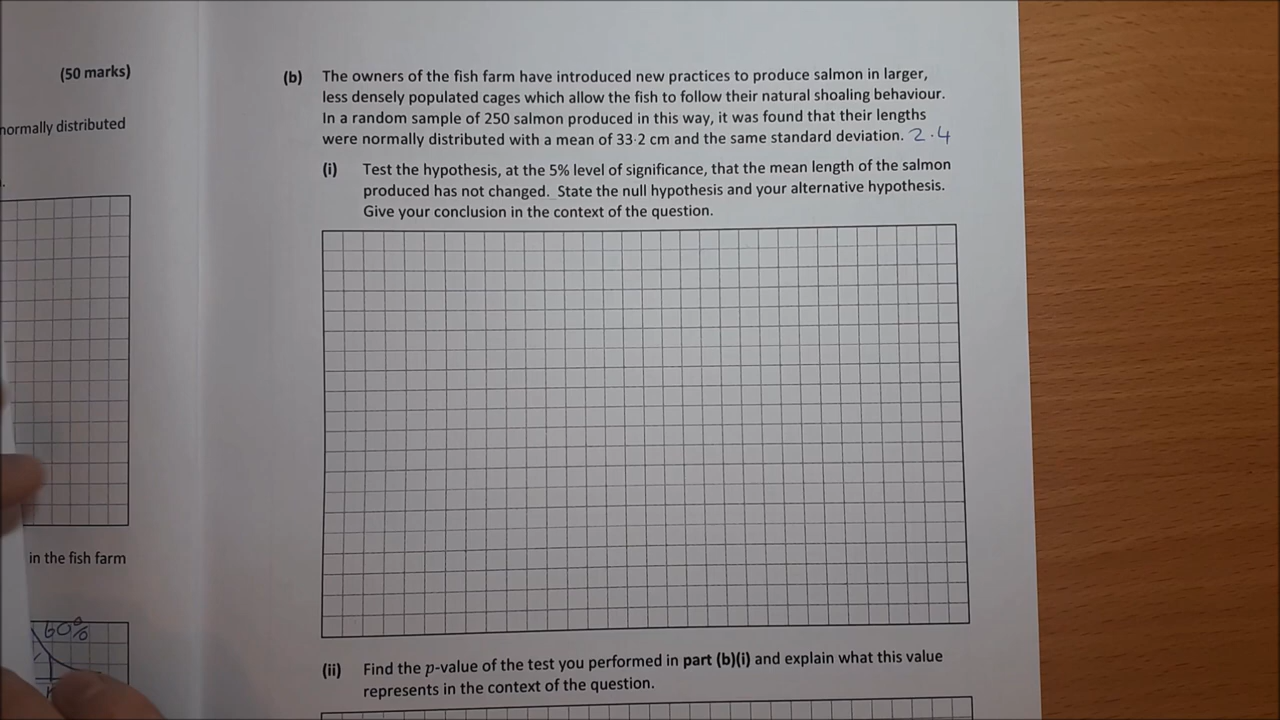 (50 marks)
normally distributed
in the fish farm
60%
(b) The owners of the fish farm have introduced new practices to produce salmon in larger,
less densely populated cages which allow the fish to follow their natural shoaling behaviour.
In a random sample of 250 salmon produced in this way, it was found that their lengths
were normally distributed with a mean of 33·2 cm and the same standard deviation. 2·4
(i) Test the hypothesis, at the 5% level of significance, that the mean length of the salmon
produced has not changed. State the null hypothesis and your alternative hypothesis.
Give your conclusion in the context of the question.
(ii) Find the p-value of the test you performed in part (b)(i) and explain what this value
represents in the context of the question.